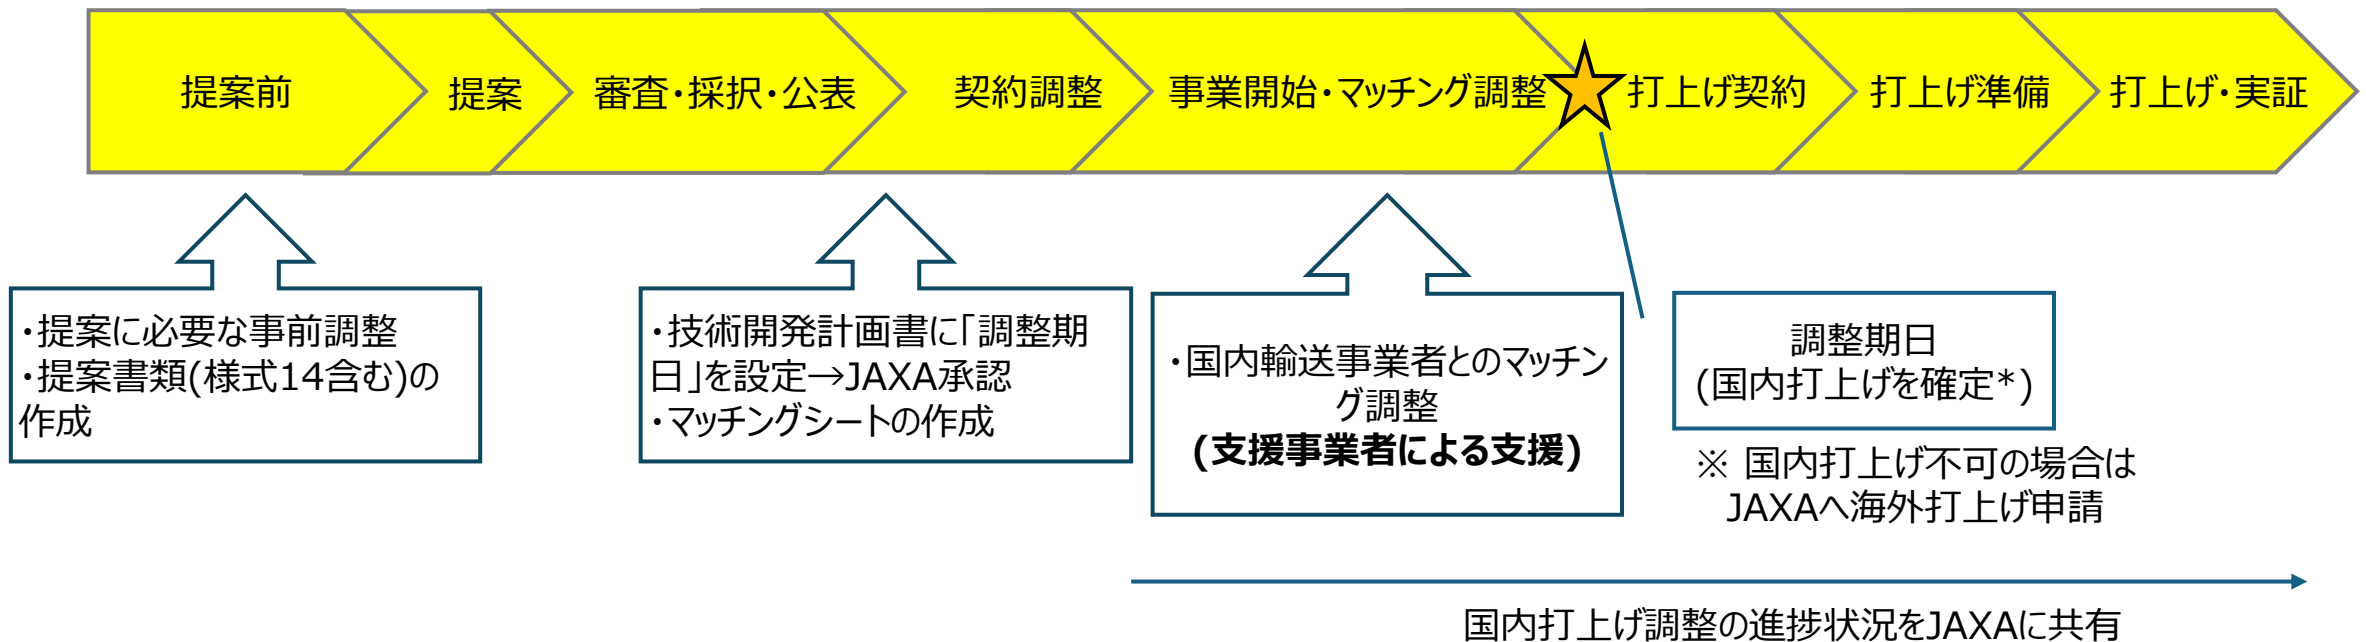 提案前
提案
審査・採択・公表
契約調整
事業開始・マッチング調整
打上げ契約
打上げ準備
打上げ・実証
・提案に必要な事前調整
・提案書類(様式14含む)の
作成
・技術開発計画書に「調整期
日」を設定→JAXA承認
・マッチングシートの作成
・国内輸送事業者とのマッチン
グ調整
(支援事業者による支援)
調整期日
(国内打上げを確定*)
※ 国内打上げ不可の場合は
JAXAへ海外打上げ申請
国内打上げ調整の進捗状況をJAXAに共有